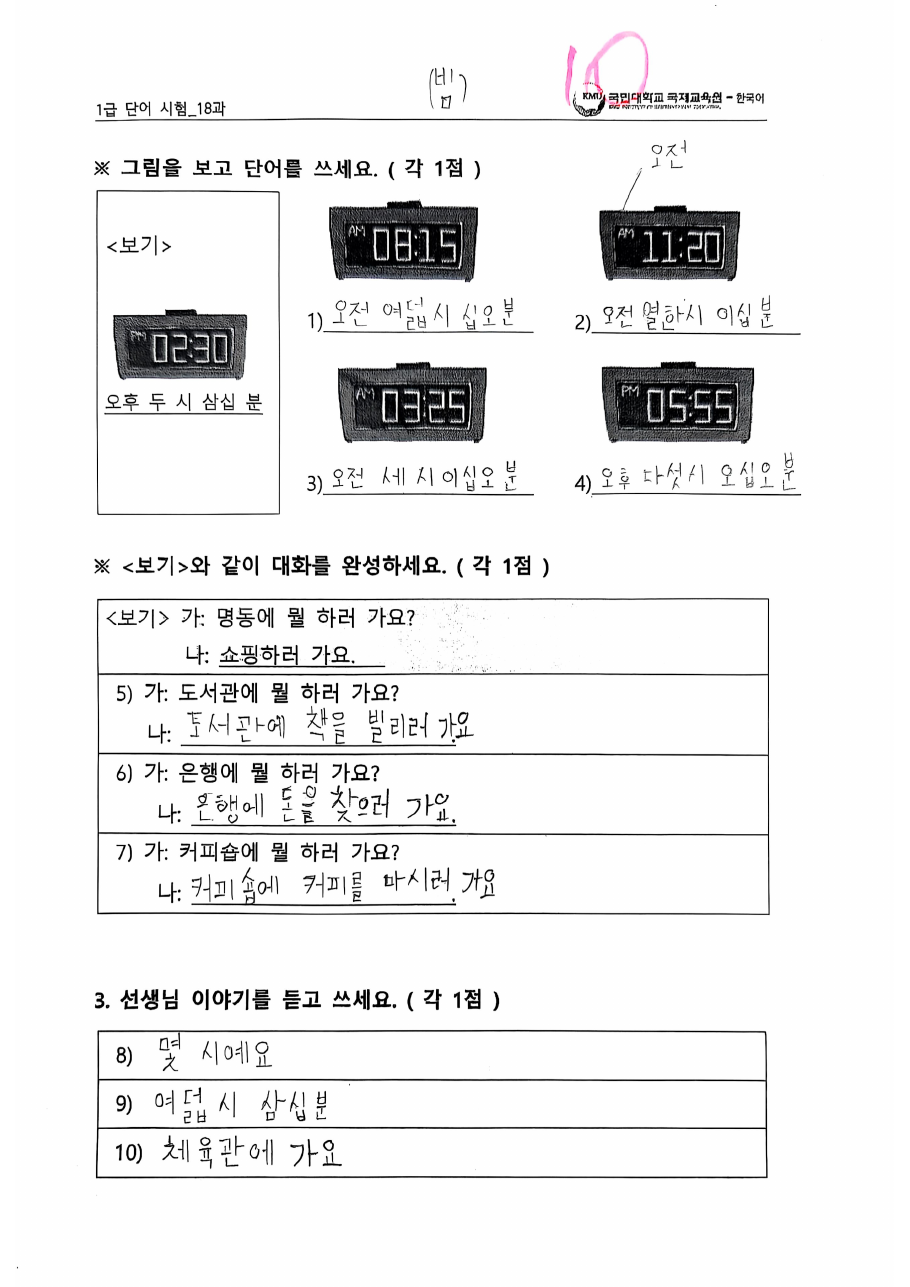 (빔)
10
1급 단어 시험_18과
KMU 국민대학교 국제교육원 - 한국어
※ 그림을 보고 단어를 쓰세요. ( 각 1점 )
오전
<보기>
PM 02:30
오후 두 시 삼십 분
AM 08:15
AM 11:20
1) 오전 여덟 시 십오 분
2) 오전 열한시 이십 분
AM 03:25
PM 05:55
3) 오전 세 시 이십오 분
4) 오후 다섯시 오십오 분
※ <보기>와 같이 대화를 완성하세요. ( 각 1점 )
<보기> 가: 명동에 뭘 하러 가요?
나: 쇼핑하러 가요.
5) 가: 도서관에 뭘 하러 가요?
나: 도서관에 책을 빌리러 가요
6) 가: 은행에 뭘 하러 가요?
나: 은행에 돈을 찾으러 가요.
7) 가: 커피숍에 뭘 하러 가요?
나: 커피숍에 커피를 마시러 가요
3. 선생님 이야기를 듣고 쓰세요. ( 각 1점 )
8) 몇 시예요
9) 여덟 시 삼십분
10) 체육관에 가요